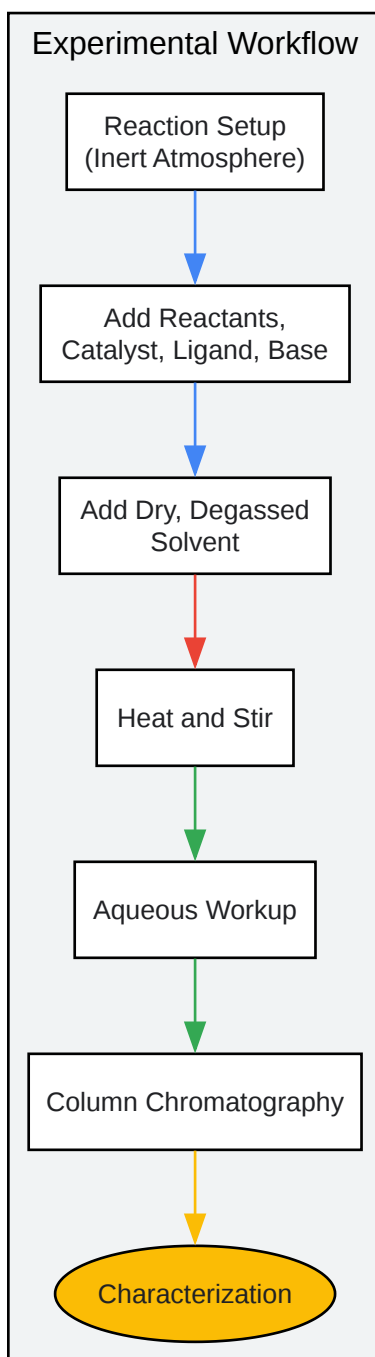 Experimental Workflow
Reaction Setup
(Inert Atmosphere)
Add Reactants,
Catalyst, Ligand, Base
Add Dry, Degassed
Solvent
Heat and Stir
Aqueous Workup
Column Chromatography
Characterization